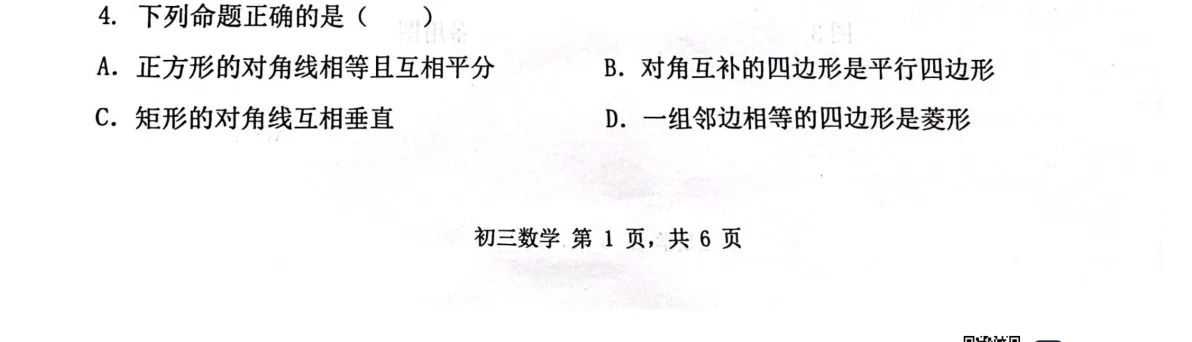 4. 下列命题正确的是（　　）
A. 正方形的对角线相等且互相平分　　B. 对角互补的四边形是平行四边形
C. 矩形的对角线互相垂直　　D. 一组邻边相等的四边形是菱形
初三数学 第 1 页，共 6 页